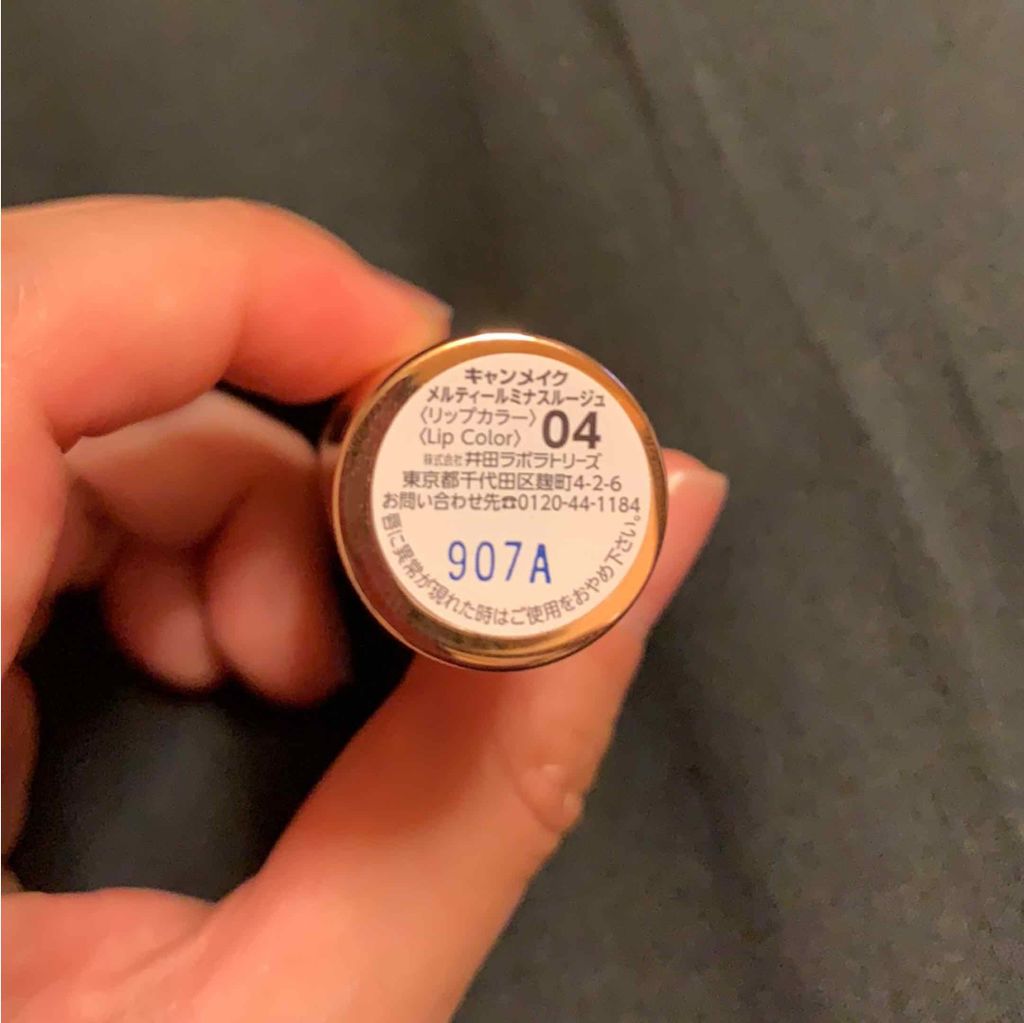 キャンメイク
メルティールミナスルージュ
〈リップカラー〉
〈Lip Color〉 04
株式会社 井田ラボラトリーズ
東京都千代田区麹町4-2-6
お問い合わせ先☎0120-44-1184
907A
唇に異常が現れた時はご使用をおやめ下さい。